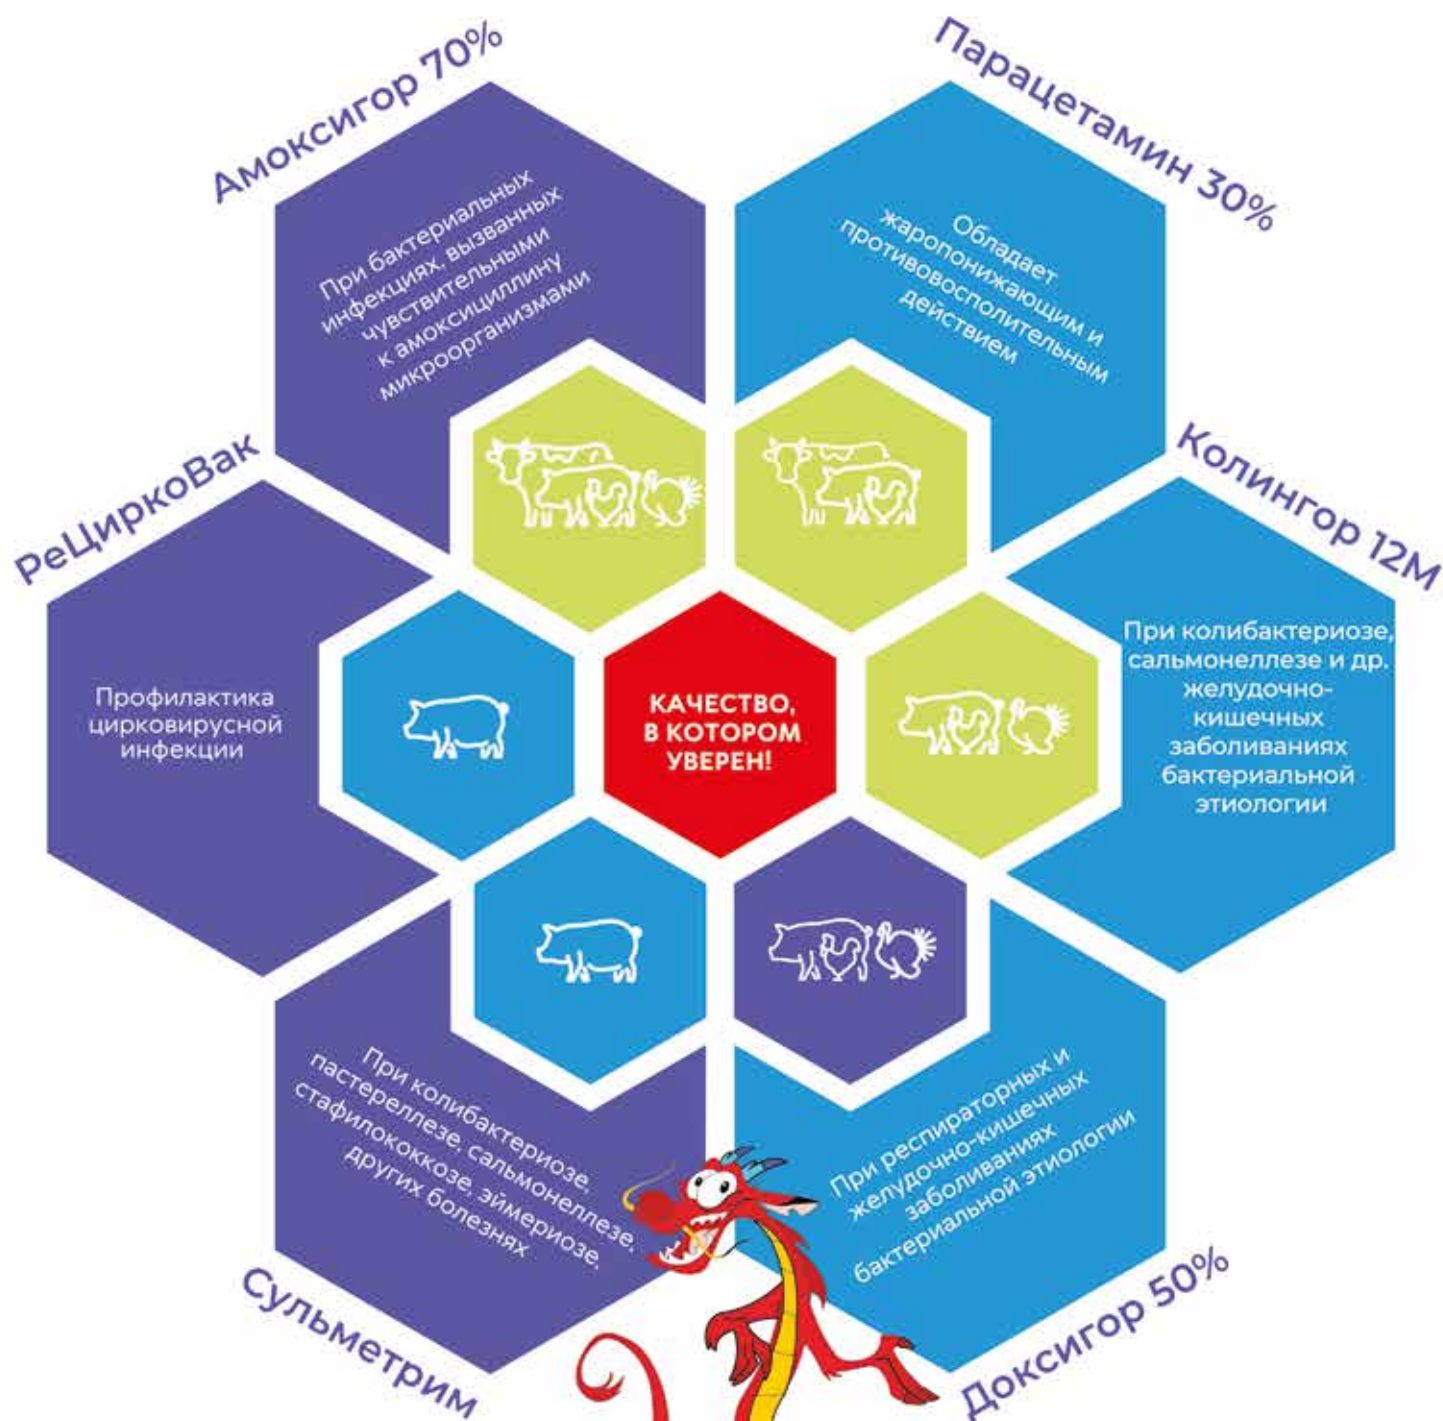 Амоксигор 70%
При бактериальных
инфекциях, вызванных
чувствительными
к амоксициллину
микроорганизмами
Парацетамин 30%
Обладает
жаропонижающим и
противовосполительным
действием
РеЦиркоВак
Профилактика
цирковирусной
инфекции
КАЧЕСТВО,
В КОТОРОМ
УВЕРЕН!
Колингор 12М
При колибактериозе,
сальмонеллезе и др.
желудочно-
кишечных
заболиваниях
бактериальной
этиологии
При колибактериозе,
пастереллезе, сальмонеллезе,
стафилококкозе, эймериозе,
других болезнях
Сульметрим
При респираторных и
желудочно-кишечных
заболиваниях
бактериальной этиологии
Доксигор 50%